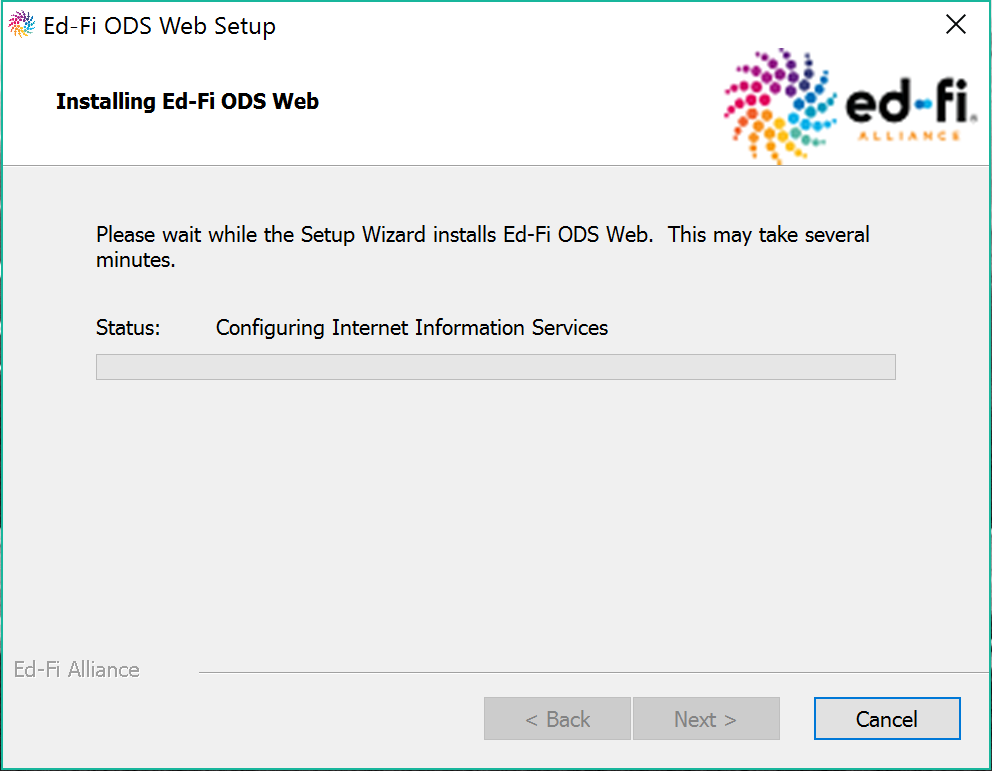 Ed-Fi ODS Web Setup
Installing Ed-Fi ODS Web
ed-fi®
ALLIANCE
Please wait while the Setup Wizard installs Ed-Fi ODS Web.  This may take several
minutes.
Status: Configuring Internet Information Services
Ed-Fi Alliance
< Back Next > Cancel